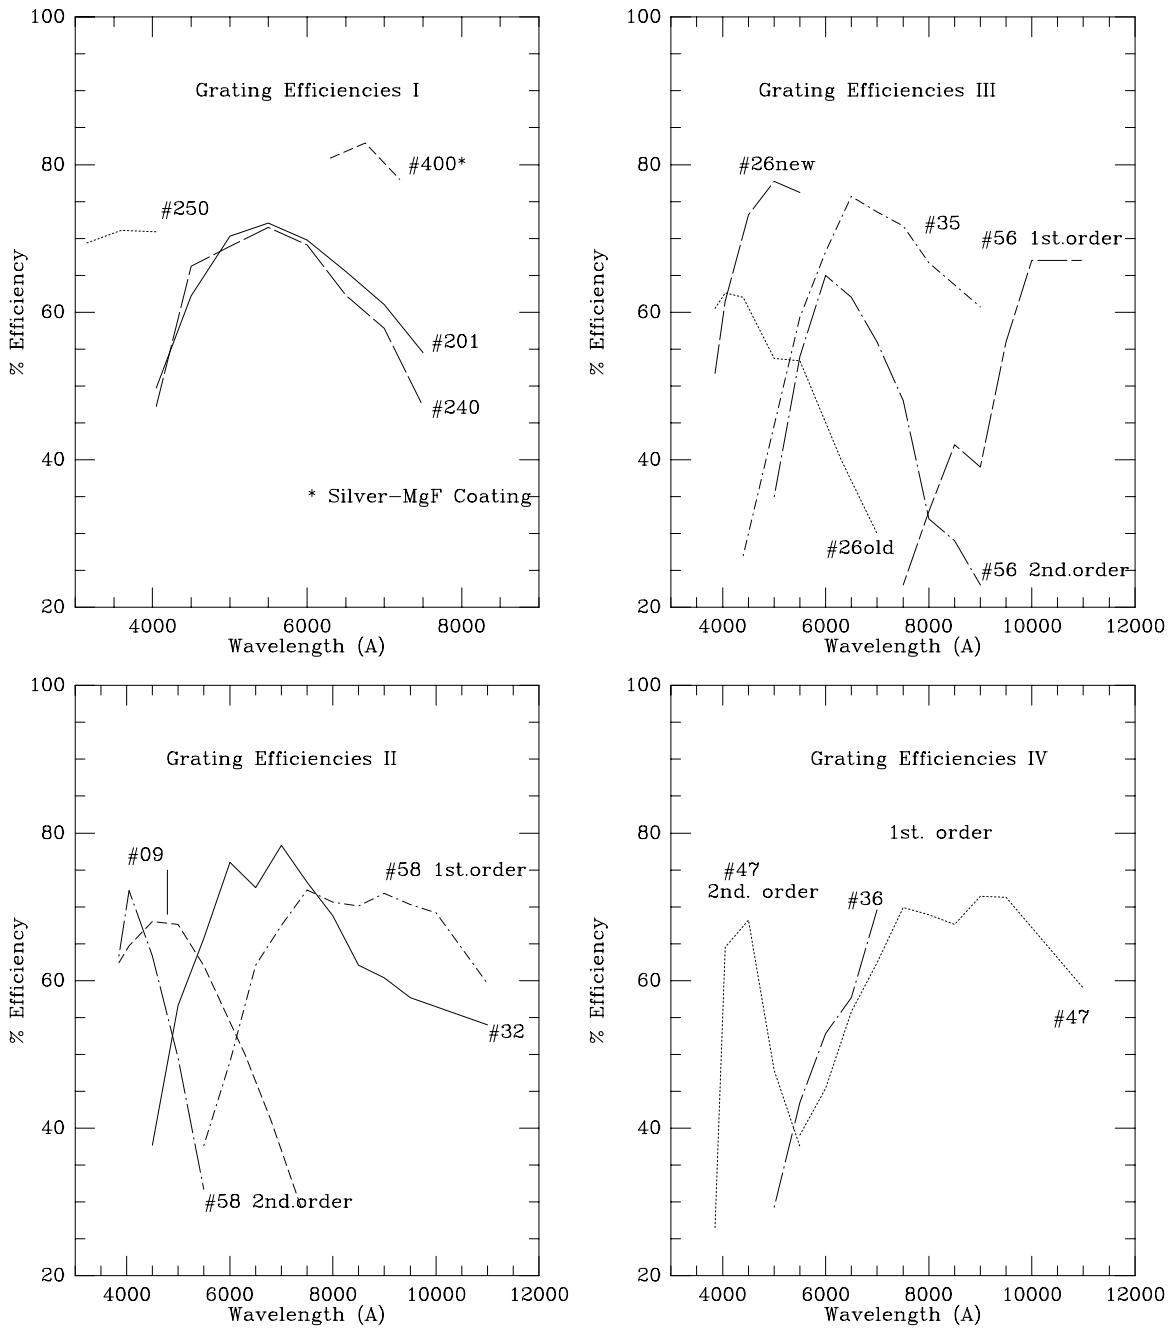 100
Grating Efficiencies I
80
#400*
#250
60
#201
#240
40
* Silver-MgF Coating
20
4000 6000 8000
Wavelength (A)
% Efficiency
100
Grating Efficiencies III
80
#26new
#35
#56 1st.order
60
40
#26old
#56 2nd.order
20
4000 6000 8000 10000 12000
Wavelength (A)
% Efficiency
100
Grating Efficiencies II
80
#09
#58 1st.order
60
#32
40
#58 2nd.order
20
4000 6000 8000 10000 12000
Wavelength (A)
% Efficiency
100
Grating Efficiencies IV
80
1st. order
#47
2nd. order
#36
60
#47
40
20
4000 6000 8000 10000 12000
Wavelength (A)
% Efficiency